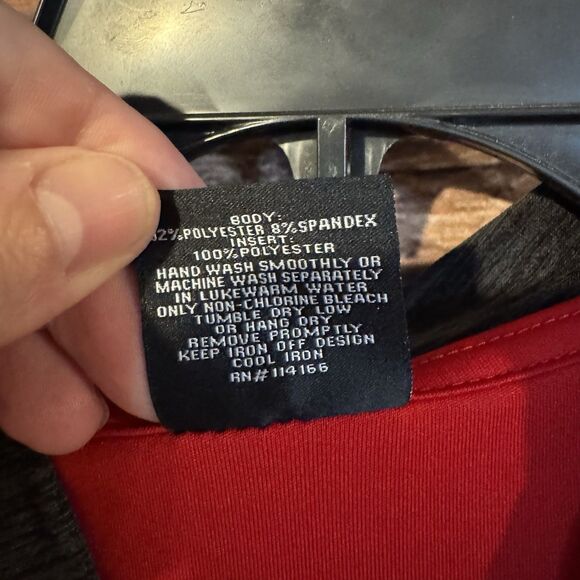 BODY:
92%POLYESTER 8%SPANDEX
INSERT:
100%POLYESTER
HAND WASH SMOOTHLY OR
MACHINE WASH SEPARATELY
IN LUKEWARM WATER
ONLY NON-CHLORINE BLEACH
TUMBLE DRY LOW
OR HANG DRY
REMOVE PROMPTLY
KEEP IRON OFF DESIGN
COOL IRON
RN#114166